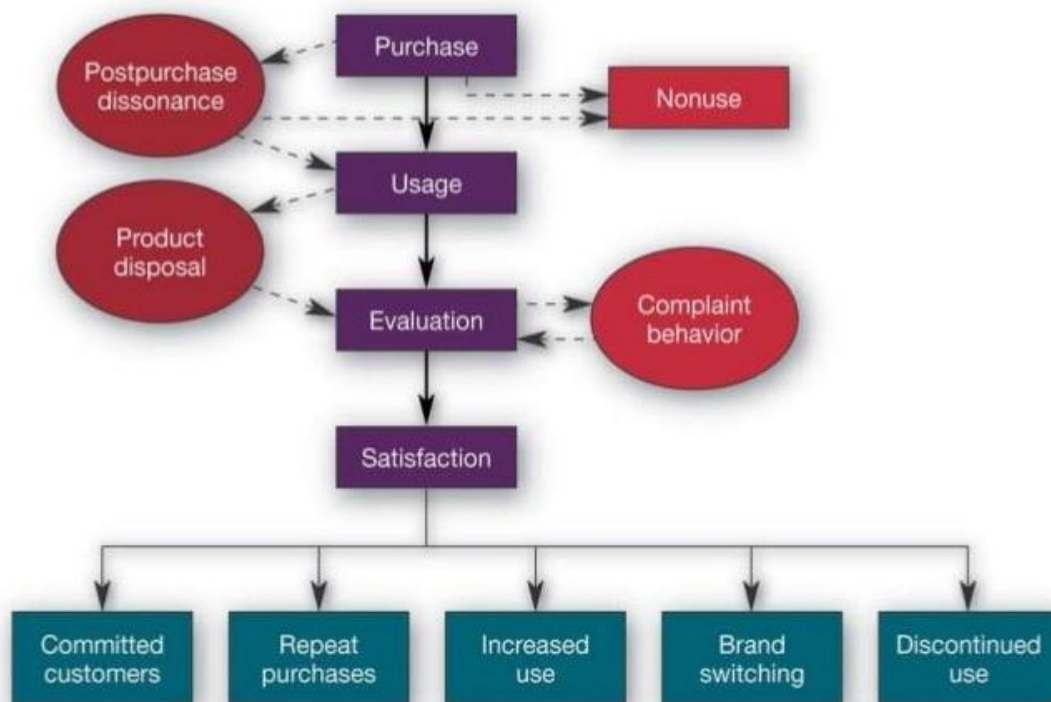 Purchase
Postpurchase
dissonance
Nonuse
Usage
Product
disposal
Evaluation
Complaint
behavior
Satisfaction
Committed
customers
Repeat
purchases
Increased
use
Brand
switching
Discontinued
use